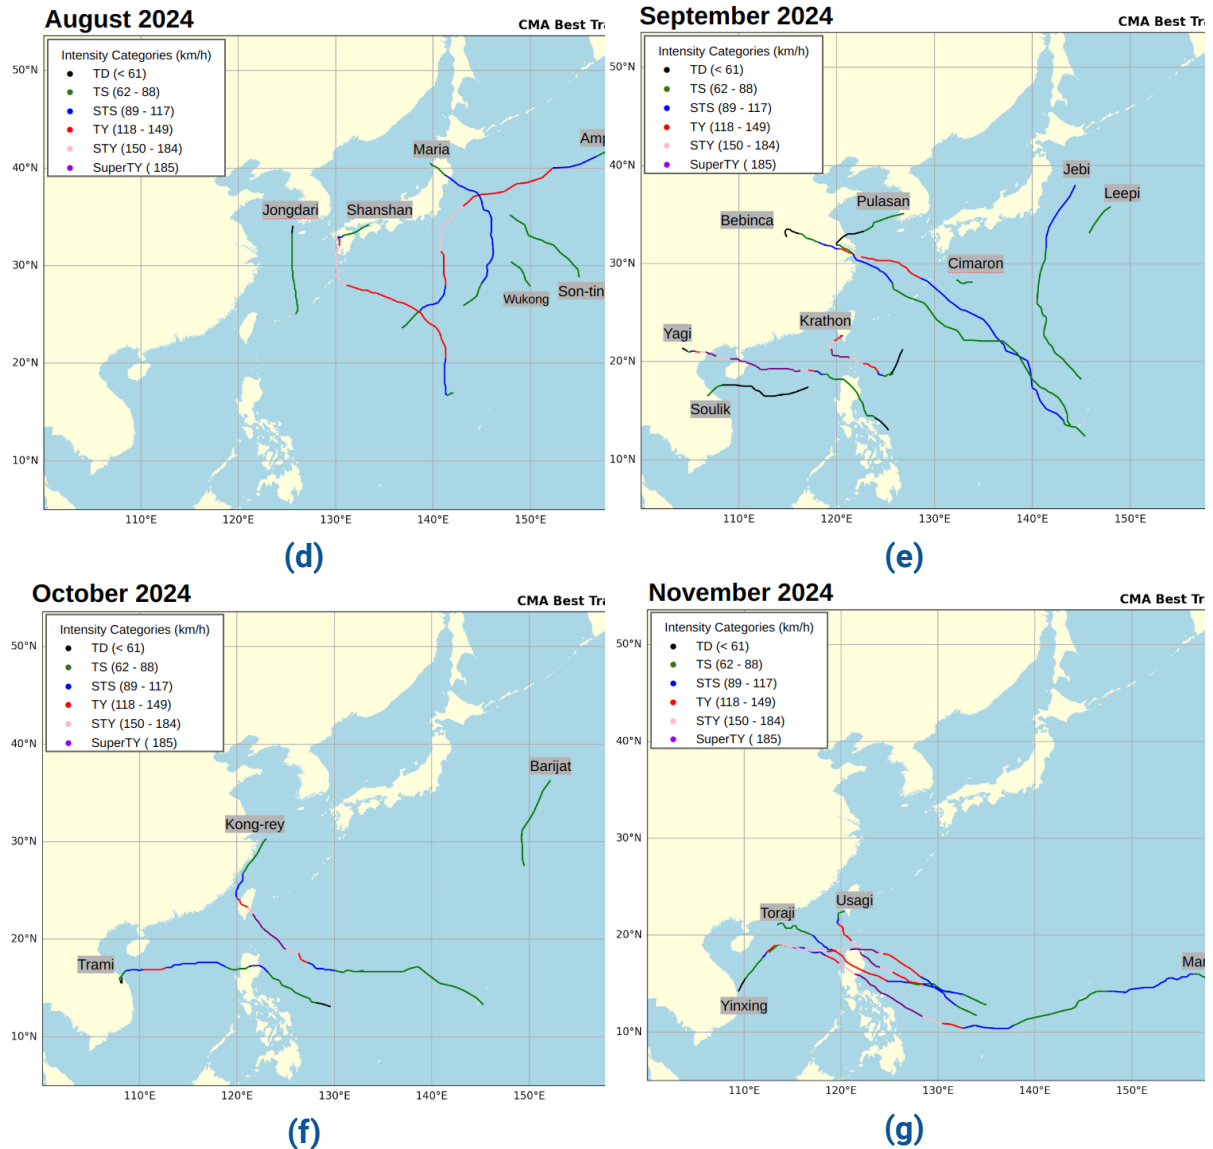 August 2024
CMA Best Tra
Intensity Categories (km/h)
TD (< 61)
TS (62 - 88)
STS (89 - 117)
TY (118 - 149)
STY (150 - 184)
SuperTY ( 185)
50°N
40°N
30°N
20°N
10°N
Maria
Amp
Jongdari
Shanshan
Wukong
Son-tin
110°E
120°E
130°E
140°E
150°E
(d)
September 2024
CMA Best Tra
Intensity Categories (km/h)
TD (< 61)
TS (62 - 88)
STS (89 - 117)
TY (118 - 149)
STY (150 - 184)
SuperTY ( 185)
50°N
40°N
30°N
20°N
10°N
Jebi
Leepi
Pulasan
Bebinca
Cimaron
Krathon
Yagi
Soulik
110°E
120°E
130°E
140°E
150°E
(e)
October 2024
CMA Best Tra
Intensity Categories (km/h)
TD (< 61)
TS (62 - 88)
STS (89 - 117)
TY (118 - 149)
STY (150 - 184)
SuperTY ( 185)
50°N
40°N
30°N
20°N
10°N
Barijat
Kong-rey
Trami
110°E
120°E
130°E
140°E
150°E
(f)
November 2024
CMA Best Tra
Intensity Categories (km/h)
TD (< 61)
TS (62 - 88)
STS (89 - 117)
TY (118 - 149)
STY (150 - 184)
SuperTY ( 185)
50°N
40°N
30°N
20°N
10°N
Usagi
Toraji
Man
Yinxing
110°E
120°E
130°E
140°E
150°E
(g)